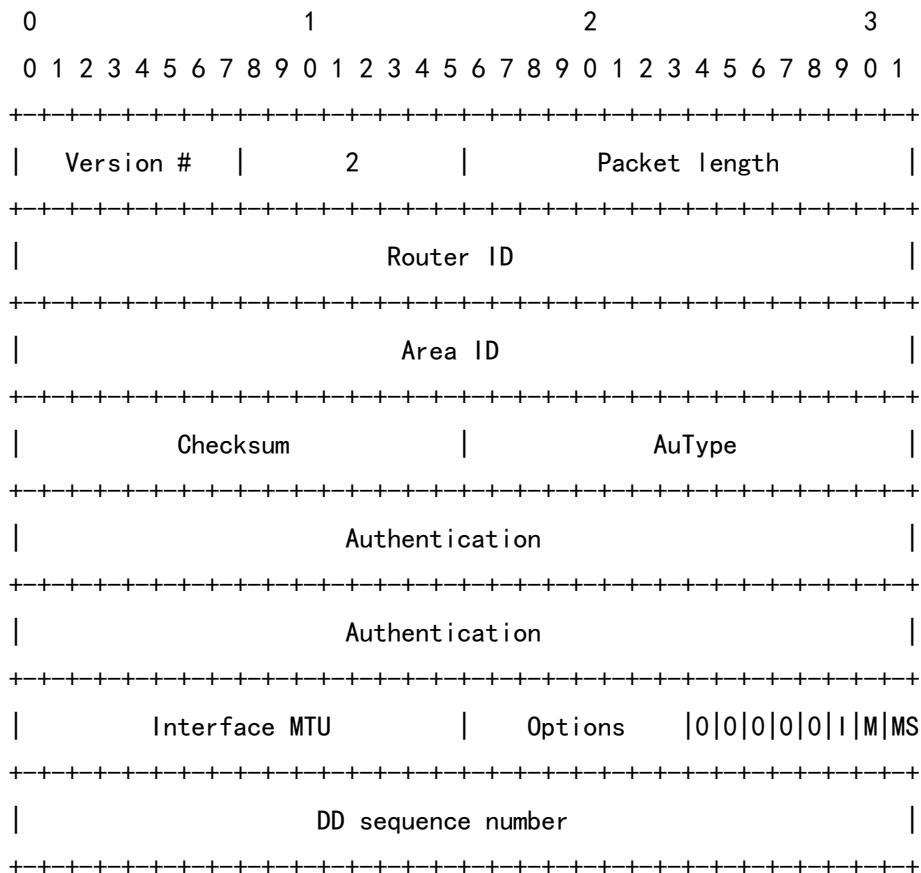 0                   1                   2                   3
0 1 2 3 4 5 6 7 8 9 0 1 2 3 4 5 6 7 8 9 0 1 2 3 4 5 6 7 8 9 0 1
+-+-+-+-+-+-+-+-+-+-+-+-+-+-+-+-+-+-+-+-+-+-+-+-+-+-+-+-+-+-+-+-+
|   Version #   |       2       |         Packet length         |
+-+-+-+-+-+-+-+-+-+-+-+-+-+-+-+-+-+-+-+-+-+-+-+-+-+-+-+-+-+-+-+-+
|                          Router ID                            |
+-+-+-+-+-+-+-+-+-+-+-+-+-+-+-+-+-+-+-+-+-+-+-+-+-+-+-+-+-+-+-+-+
|                           Area ID                             |
+-+-+-+-+-+-+-+-+-+-+-+-+-+-+-+-+-+-+-+-+-+-+-+-+-+-+-+-+-+-+-+-+
|           Checksum            |             AuType            |
+-+-+-+-+-+-+-+-+-+-+-+-+-+-+-+-+-+-+-+-+-+-+-+-+-+-+-+-+-+-+-+-+
|                       Authentication                          |
+-+-+-+-+-+-+-+-+-+-+-+-+-+-+-+-+-+-+-+-+-+-+-+-+-+-+-+-+-+-+-+-+
|                       Authentication                          |
+-+-+-+-+-+-+-+-+-+-+-+-+-+-+-+-+-+-+-+-+-+-+-+-+-+-+-+-+-+-+-+-+
|         Interface MTU         |    Options    |0|0|0|0|0|I|M|MS
+-+-+-+-+-+-+-+-+-+-+-+-+-+-+-+-+-+-+-+-+-+-+-+-+-+-+-+-+-+-+-+-+
|                     DD sequence number                        |
+-+-+-+-+-+-+-+-+-+-+-+-+-+-+-+-+-+-+-+-+-+-+-+-+-+-+-+-+-+-+-+-+